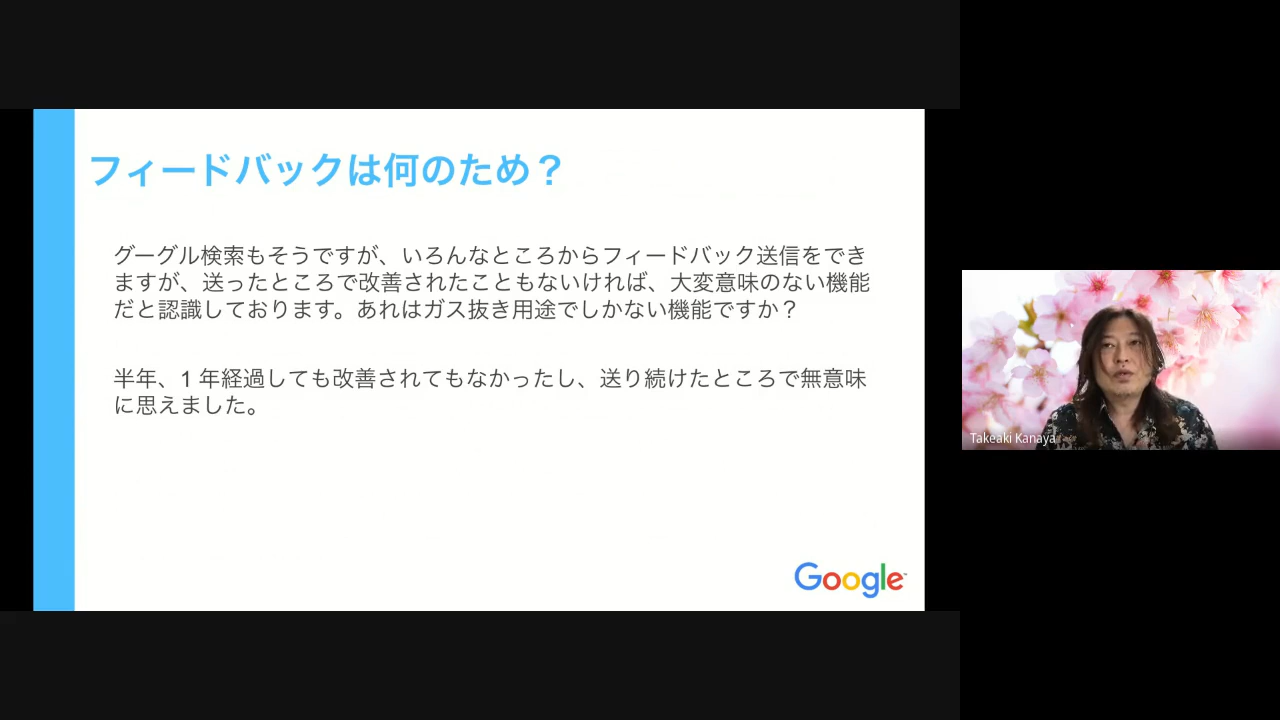 フィードバックは何のため？
グーグル検索もそうですが、いろんなところからフィードバック送信をでき
ますが、送ったところで改善されたこともないければ、大変意味のない機能
だと認識しております。あれはガス抜き用途でしかない機能ですか？
半年、1 年経過しても改善されてもなかったし、送り続けたところで無意味
に思えました。
Google
Takeaki Kanaya